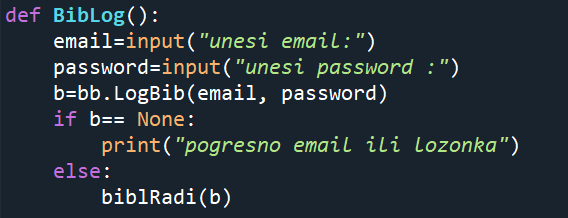 def BibLog():
    email=input("unesi email:")
    password=input("unesi password :")
    b=bb.LogBib(email, password)
    if b== None:
        print("pogresno email ili lozonka")
    else:
        biblRadi(b)